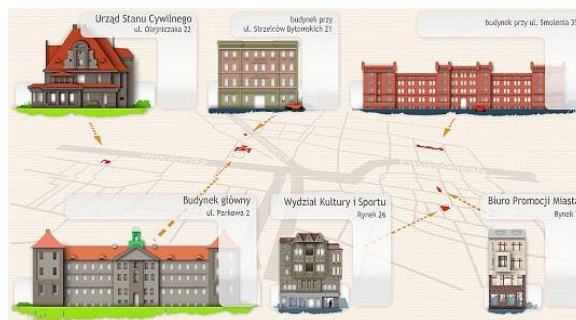 Urząd Stanu Cywilnego
ul. Olejniczaka 22
budynek przy
ul. Strzelców Bytomskich 21
budynek przy ul. Smolenia 35
Budynek główny
ul. Parkowa 2
Wydział Kultury i Sportu
Rynek 26
Biuro Promocji Miasta
Rynek